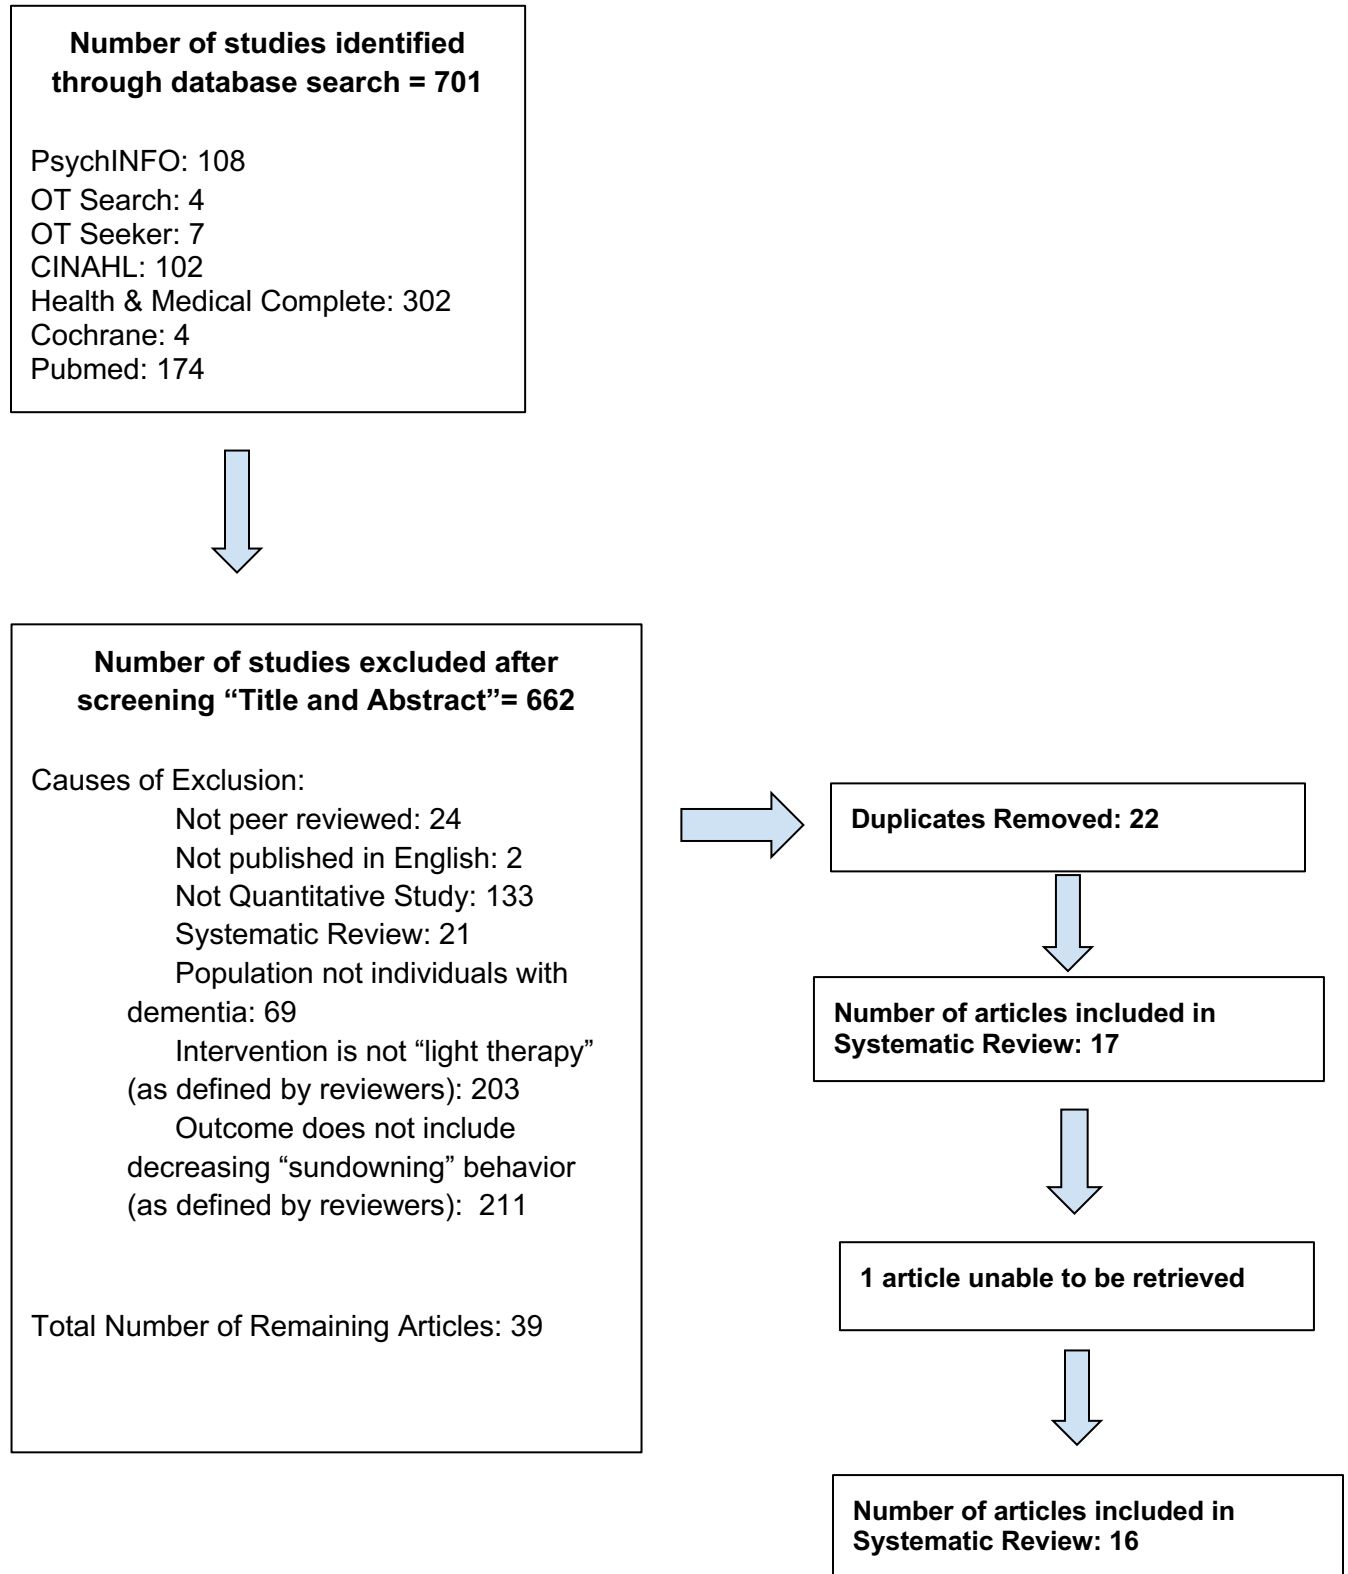 Number of studies identified
through database search = 701
PsychINFO: 108
OT Search: 4
OT Seeker: 7
CINAHL: 102
Health & Medical Complete: 302
Cochrane: 4
Pubmed: 174
Number of studies excluded after
screening “Title and Abstract”= 662
Causes of Exclusion:
Not peer reviewed: 24
Not published in English: 2
Not Quantitative Study: 133
Systematic Review: 21
Population not individuals with
dementia: 69
Intervention is not “light therapy”
(as defined by reviewers): 203
Outcome does not include
decreasing “sundowning” behavior
(as defined by reviewers): 211
Total Number of Remaining Articles: 39
Duplicates Removed: 22
Number of articles included in
Systematic Review: 17
1 article unable to be retrieved
Number of articles included in
Systematic Review: 16